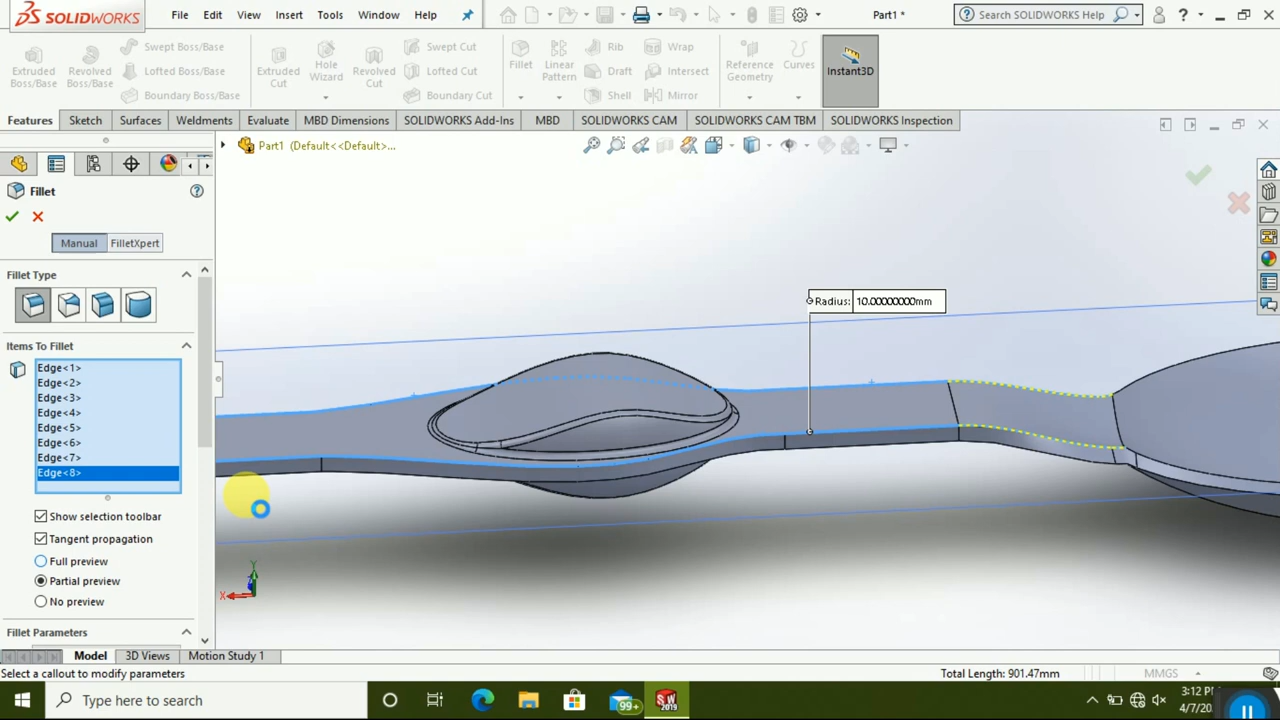 DS SOLIDWORKS File Edit View Insert Tools Window Help Part1 * Search SOLIDWORKS Help ?
Extruded Boss/Base Revolved Boss/Base Swept Boss/Base Lofted Boss/Base Boundary Boss/Base Extruded Cut Hole Wizard Revolved Cut Swept Cut Lofted Cut Boundary Cut Fillet Linear Pattern Rib Draft Shell Wrap Intersect Mirror Reference Geometry Curves Instant3D
Features Sketch Surfaces Weldments Evaluate MBD Dimensions SOLIDWORKS Add-Ins MBD SOLIDWORKS CAM SOLIDWORKS CAM TBM SOLIDWORKS Inspection
Part1 (Default<<Default>...
Fillet ?
Manual FilletXpert
Fillet Type
Items To Fillet
Edge<1>
Edge<2>
Edge<3>
Edge<4>
Edge<5>
Edge<6>
Edge<7>
Edge<8>
Show selection toolbar
Tangent propagation
Full preview
Partial preview
No preview
Fillet Parameters
Radius: 10.00000000mm
Y
X
Model 3D Views Motion Study 1
Select a callout to modify parameters Total Length: 901.47mm MMGS
Type here to search 99+ SW 2019 3:12 PM
4/7/20